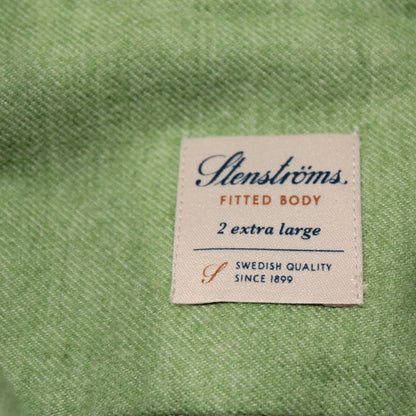 Stenströms.
FITTED BODY
2 extra large
S SWEDISH QUALITY
SINCE 1899